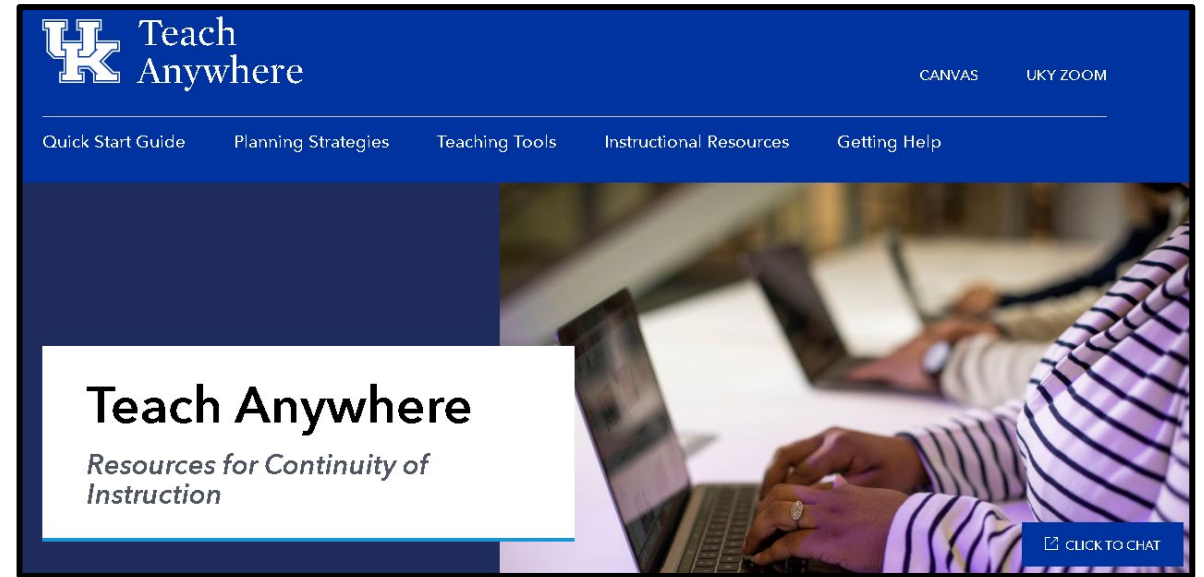 UK Teach
Anywhere
CANVAS UKY ZOOM
Quick Start Guide Planning Strategies Teaching Tools Instructional Resources Getting Help
Teach Anywhere
Resources for Continuity of
Instruction
CLICK TO CHAT